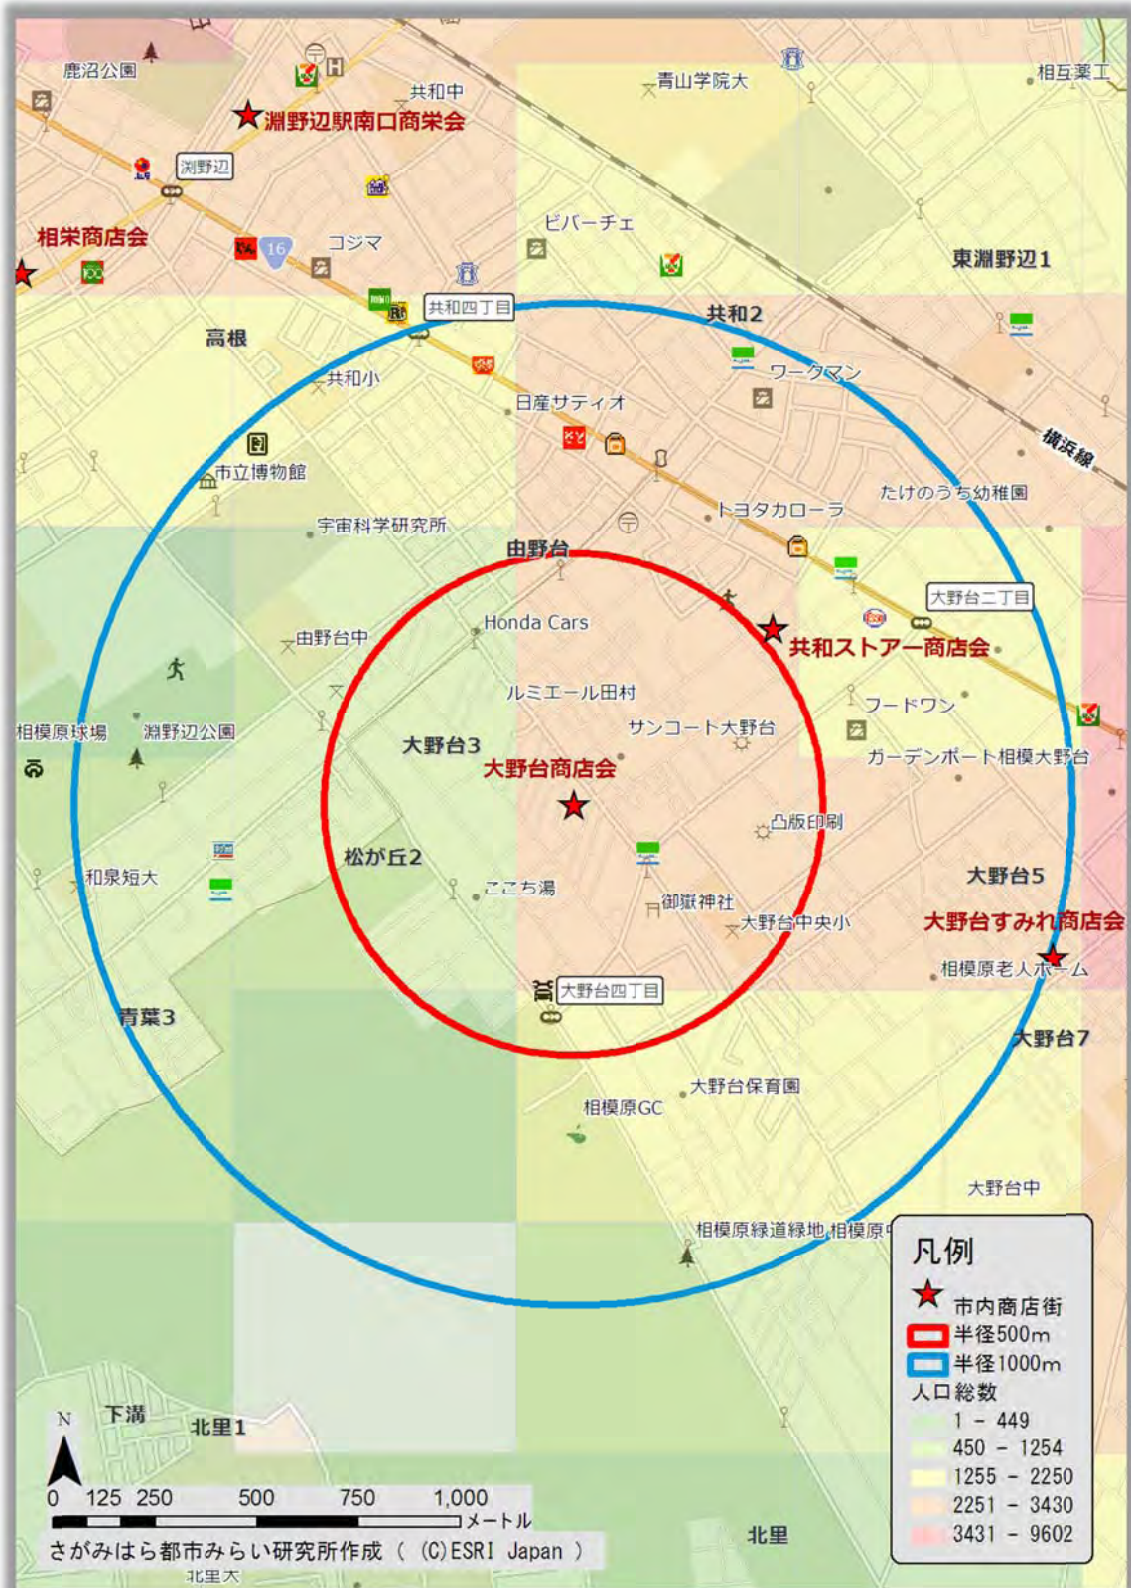 鹿沼公園
共和中
青山学院大
相互薬工
淵野辺駅南口商栄会
渕野辺
相栄商店会
16
コジマ
ビバーチェ
東淵野辺1
共和四丁目
共和2
高根
共和小
ワークマン
日産サティオ
横浜線
市立博物館
たけのうち幼稚園
宇宙科学研究所
トヨタカローラ
由野台
大野台二丁目
Honda Cars
由野台中
共和ストアー商店会
ルミエール田村
フードワン
相模原球場
淵野辺公園
サンコート大野台
大野台3
ガーデンポート相模大野台
大野台商店会
凸版印刷
松が丘2
和泉短大
ここち湯
大野台5
御嶽神社
大野台中央小
大野台すみれ商店会
相模原老人ホーム
大野台四丁目
青葉3
大野台7
大野台保育園
相模原GC
大野台中
相模原緑道緑地
相模原
凡例
市内商店街
半径500m
半径1000m
人口総数
1 - 449
450 - 1254
1255 - 2250
2251 - 3430
3431 - 9602
下溝
北里1
N
0 125 250 500 750 1,000
メートル
さがみはら都市みらい研究所作成 ( (C)ESRI Japan )
北里
北里大